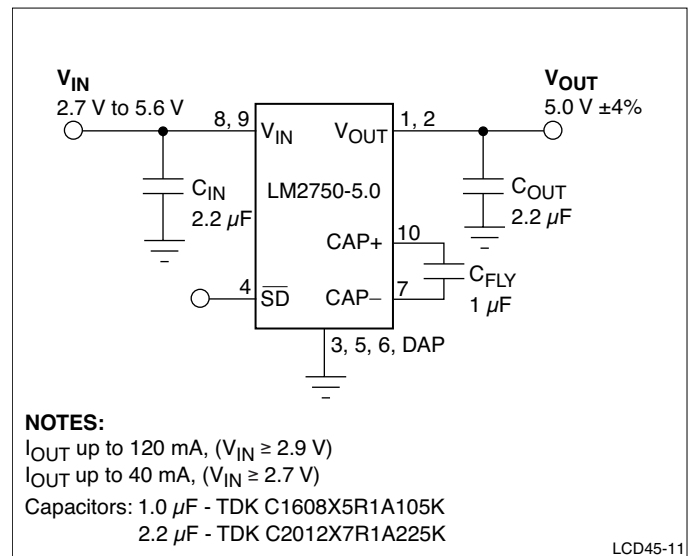 V_IN
2.7 V to 5.6 V
V_OUT
5.0 V ±4%
8, 9
V_IN
V_OUT
1, 2
C_IN
2.2 µF
LM2750-5.0
C_OUT
2.2 µF
CAP+
10
C_FLY
1 µF
4
SD
CAP–
7
3, 5, 6, DAP
NOTES:
I_OUT up to 120 mA, (V_IN ≥ 2.9 V)
I_OUT up to 40 mA, (V_IN ≥ 2.7 V)
Capacitors: 1.0 µF - TDK C1608X5R1A105K
2.2 µF - TDK C2012X7R1A225K
LCD45-11